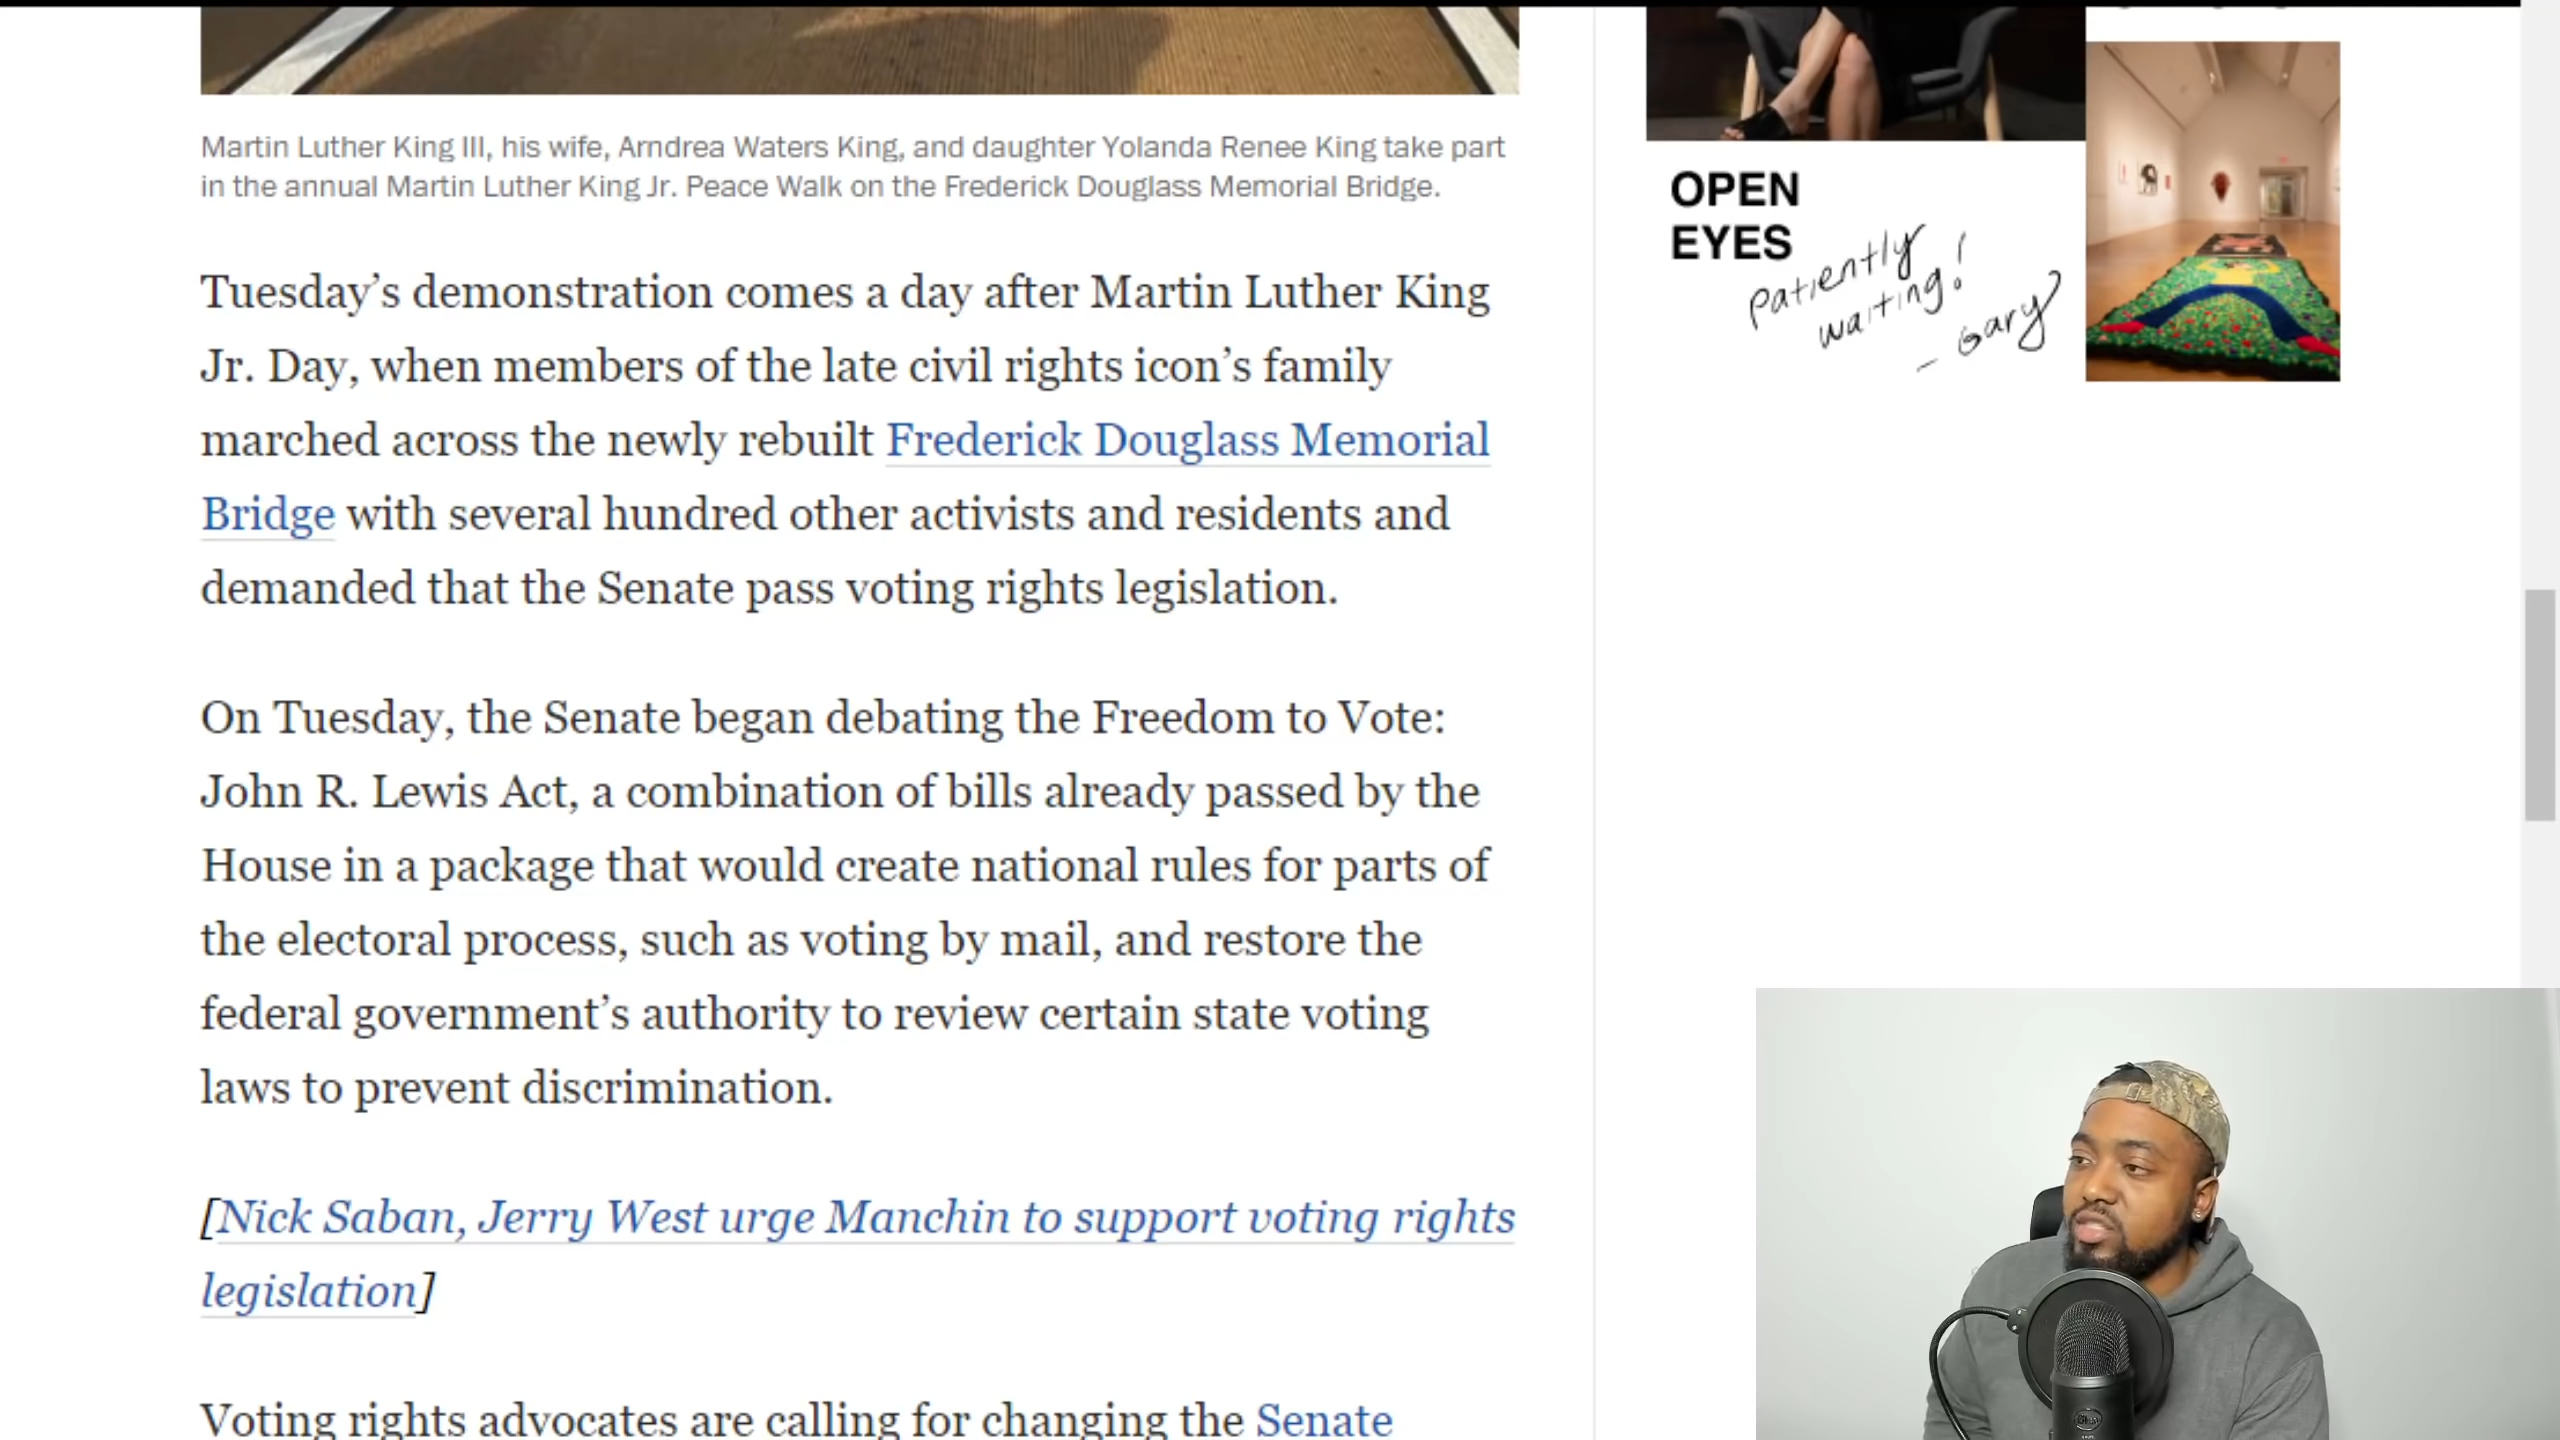 Martin Luther King III, his wife, Arndrea Waters King, and daughter Yolanda Renee King take part
in the annual Martin Luther King Jr. Peace Walk on the Frederick Douglass Memorial Bridge.
Tuesday’s demonstration comes a day after Martin Luther King
Jr. Day, when members of the late civil rights icon’s family
marched across the newly rebuilt Frederick Douglass Memorial
Bridge with several hundred other activists and residents and
demanded that the Senate pass voting rights legislation.
On Tuesday, the Senate began debating the Freedom to Vote:
John R. Lewis Act, a combination of bills already passed by the
House in a package that would create national rules for parts of
the electoral process, such as voting by mail, and restore the
federal government’s authority to review certain state voting
laws to prevent discrimination.
[Nick Saban, Jerry West urge Manchin to support voting rights
legislation]
Voting rights advocates are calling for changing the Senate
OPEN
EYES
patiently
waiting!
- Gary